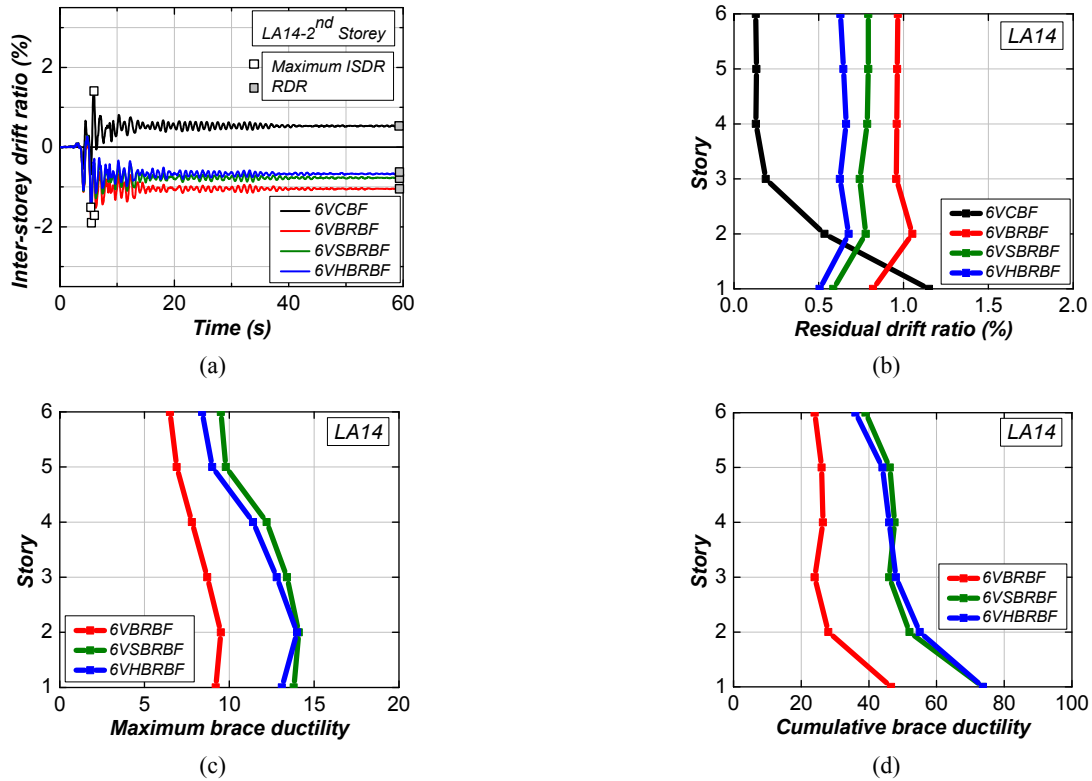 Inter-storey drift ratio (%)
2
0
-2
LA14-2nd Storey
Maximum ISDR
RDR
6VCBF
6VBRBF
6VSBRBF
6VHBRBF
0 20 40 60
Time (s)
(a)
Story
6
5
4
3
2
1
LA14
6VCBF
6VBRBF
6VSBRBF
6VHBRBF
0.0 0.5 1.0 1.5 2.0
Residual drift ratio (%)
(b)
Story
6
5
4
3
2
1
LA14
6VBRBF
6VSBRBF
6VHBRBF
0 5 10 15 20
Maximum brace ductility
(c)
Story
6
5
4
3
2
1
LA14
6VBRBF
6VSBRBF
6VHBRBF
0 20 40 60 80 100
Cumulative brace ductility
(d)